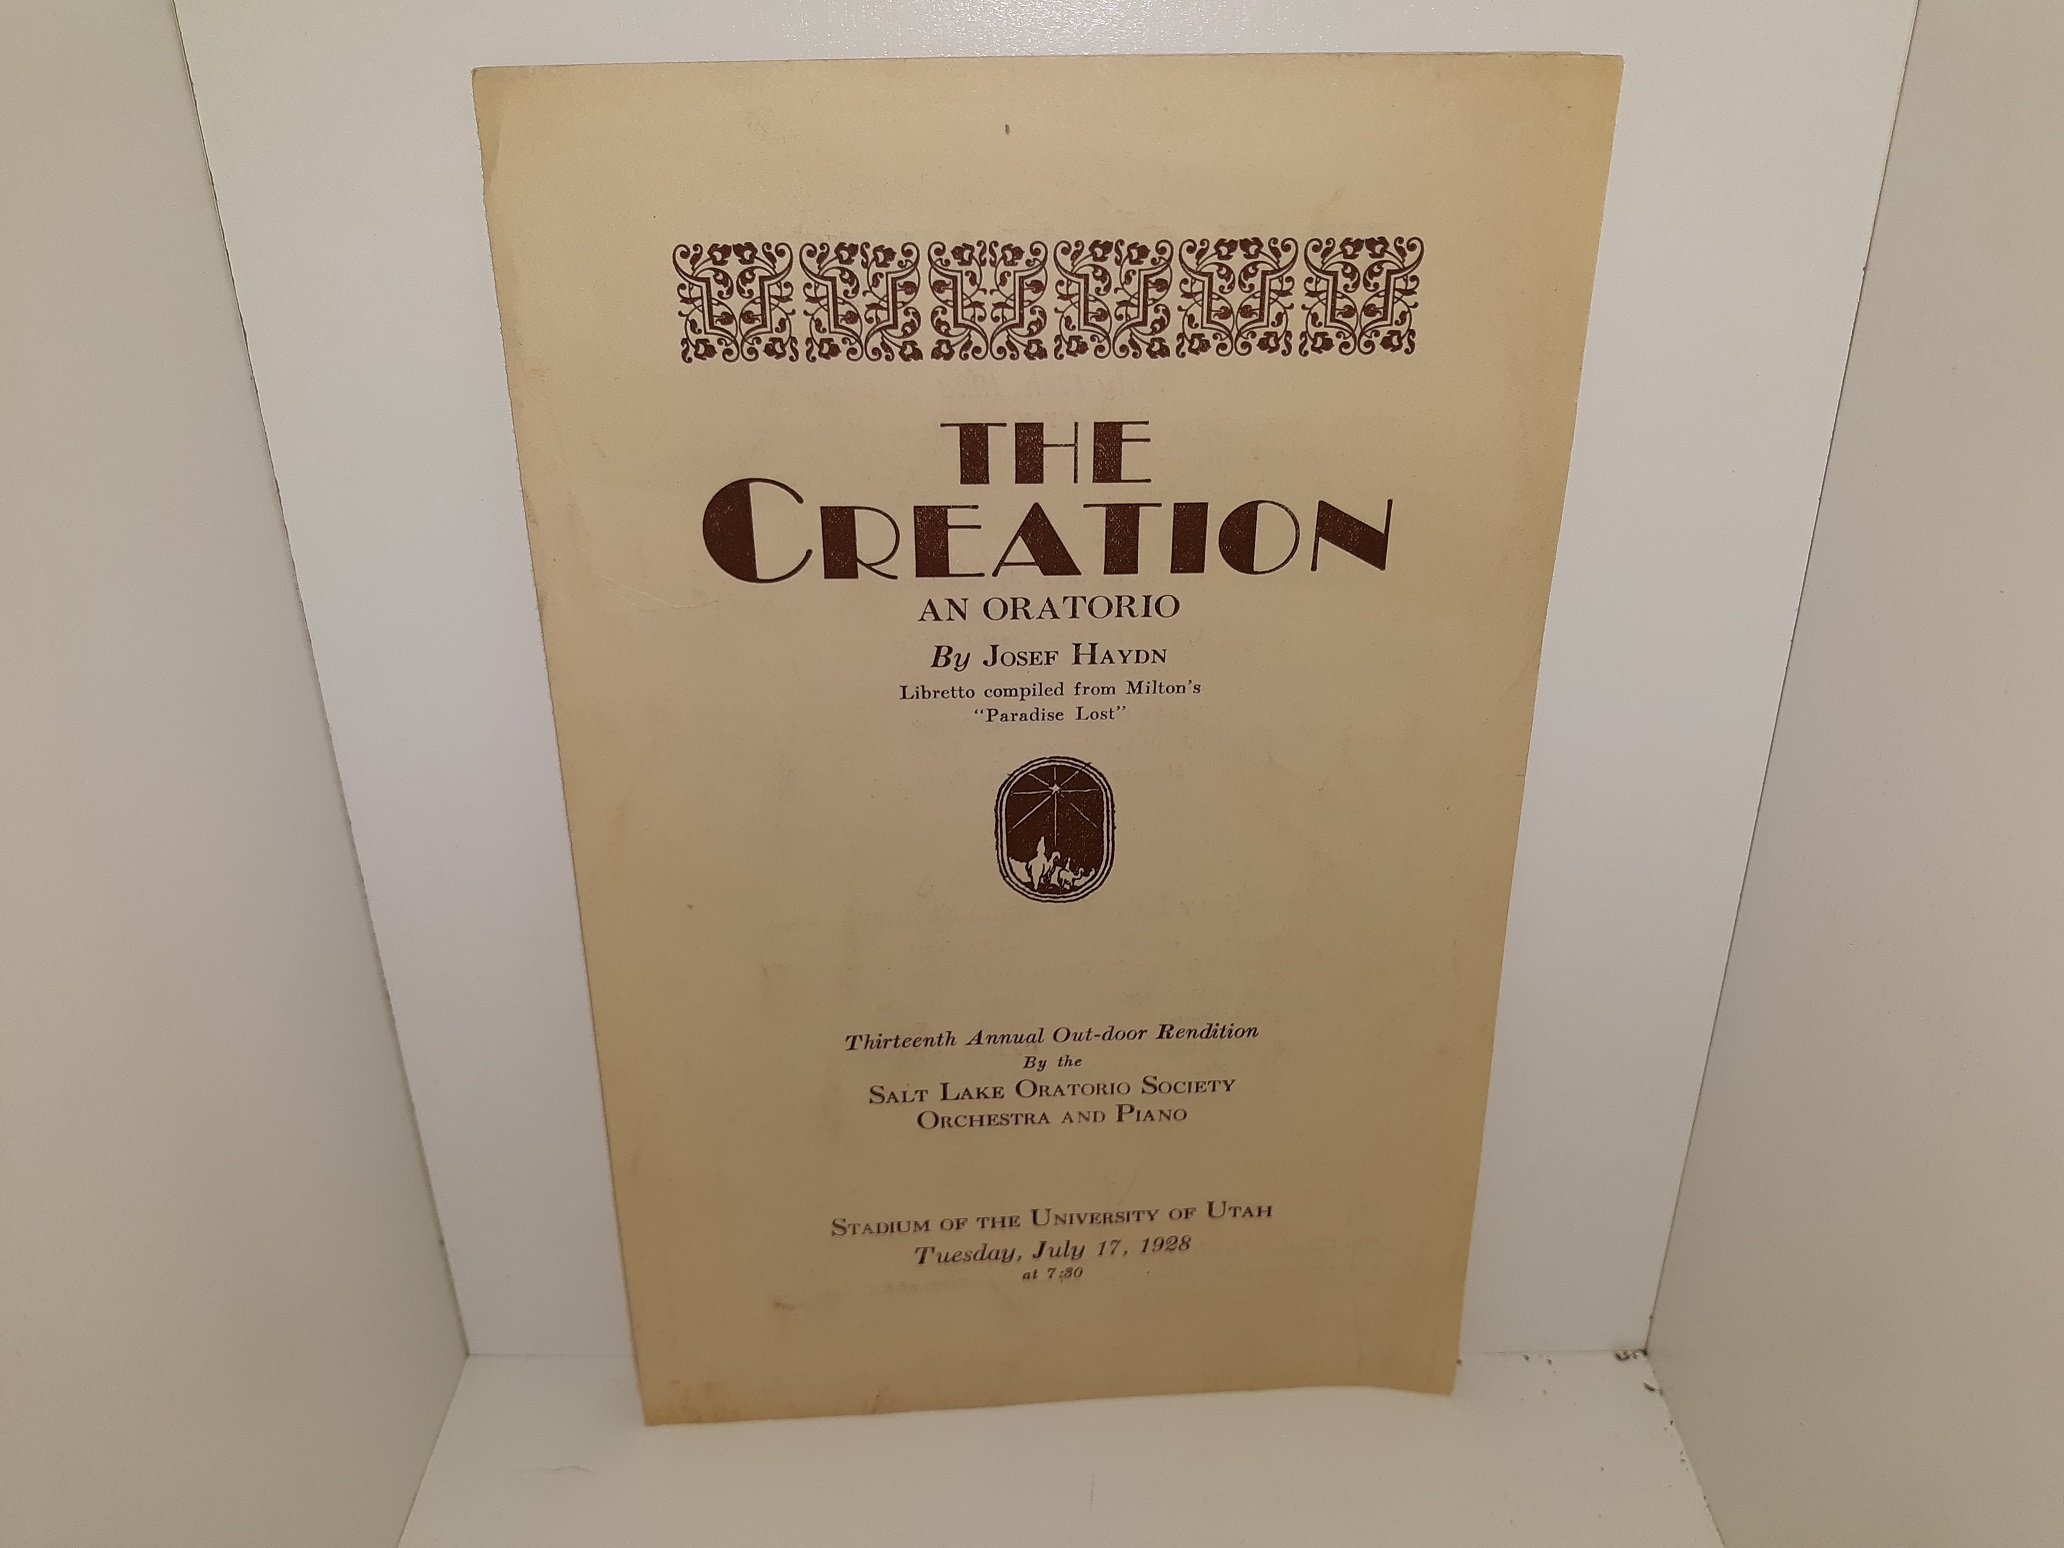 THE
CREATION
AN ORATORIO
By JOSEF HAYDN
Libretto compiled from Milton's
"Paradise Lost"
Thirteenth Annual Out-door Rendition
By the
SALT LAKE ORATORIO SOCIETY
ORCHESTRA AND PIANO
STADIUM OF THE UNIVERSITY OF UTAH
Tuesday, July 17, 1928
at 7:30